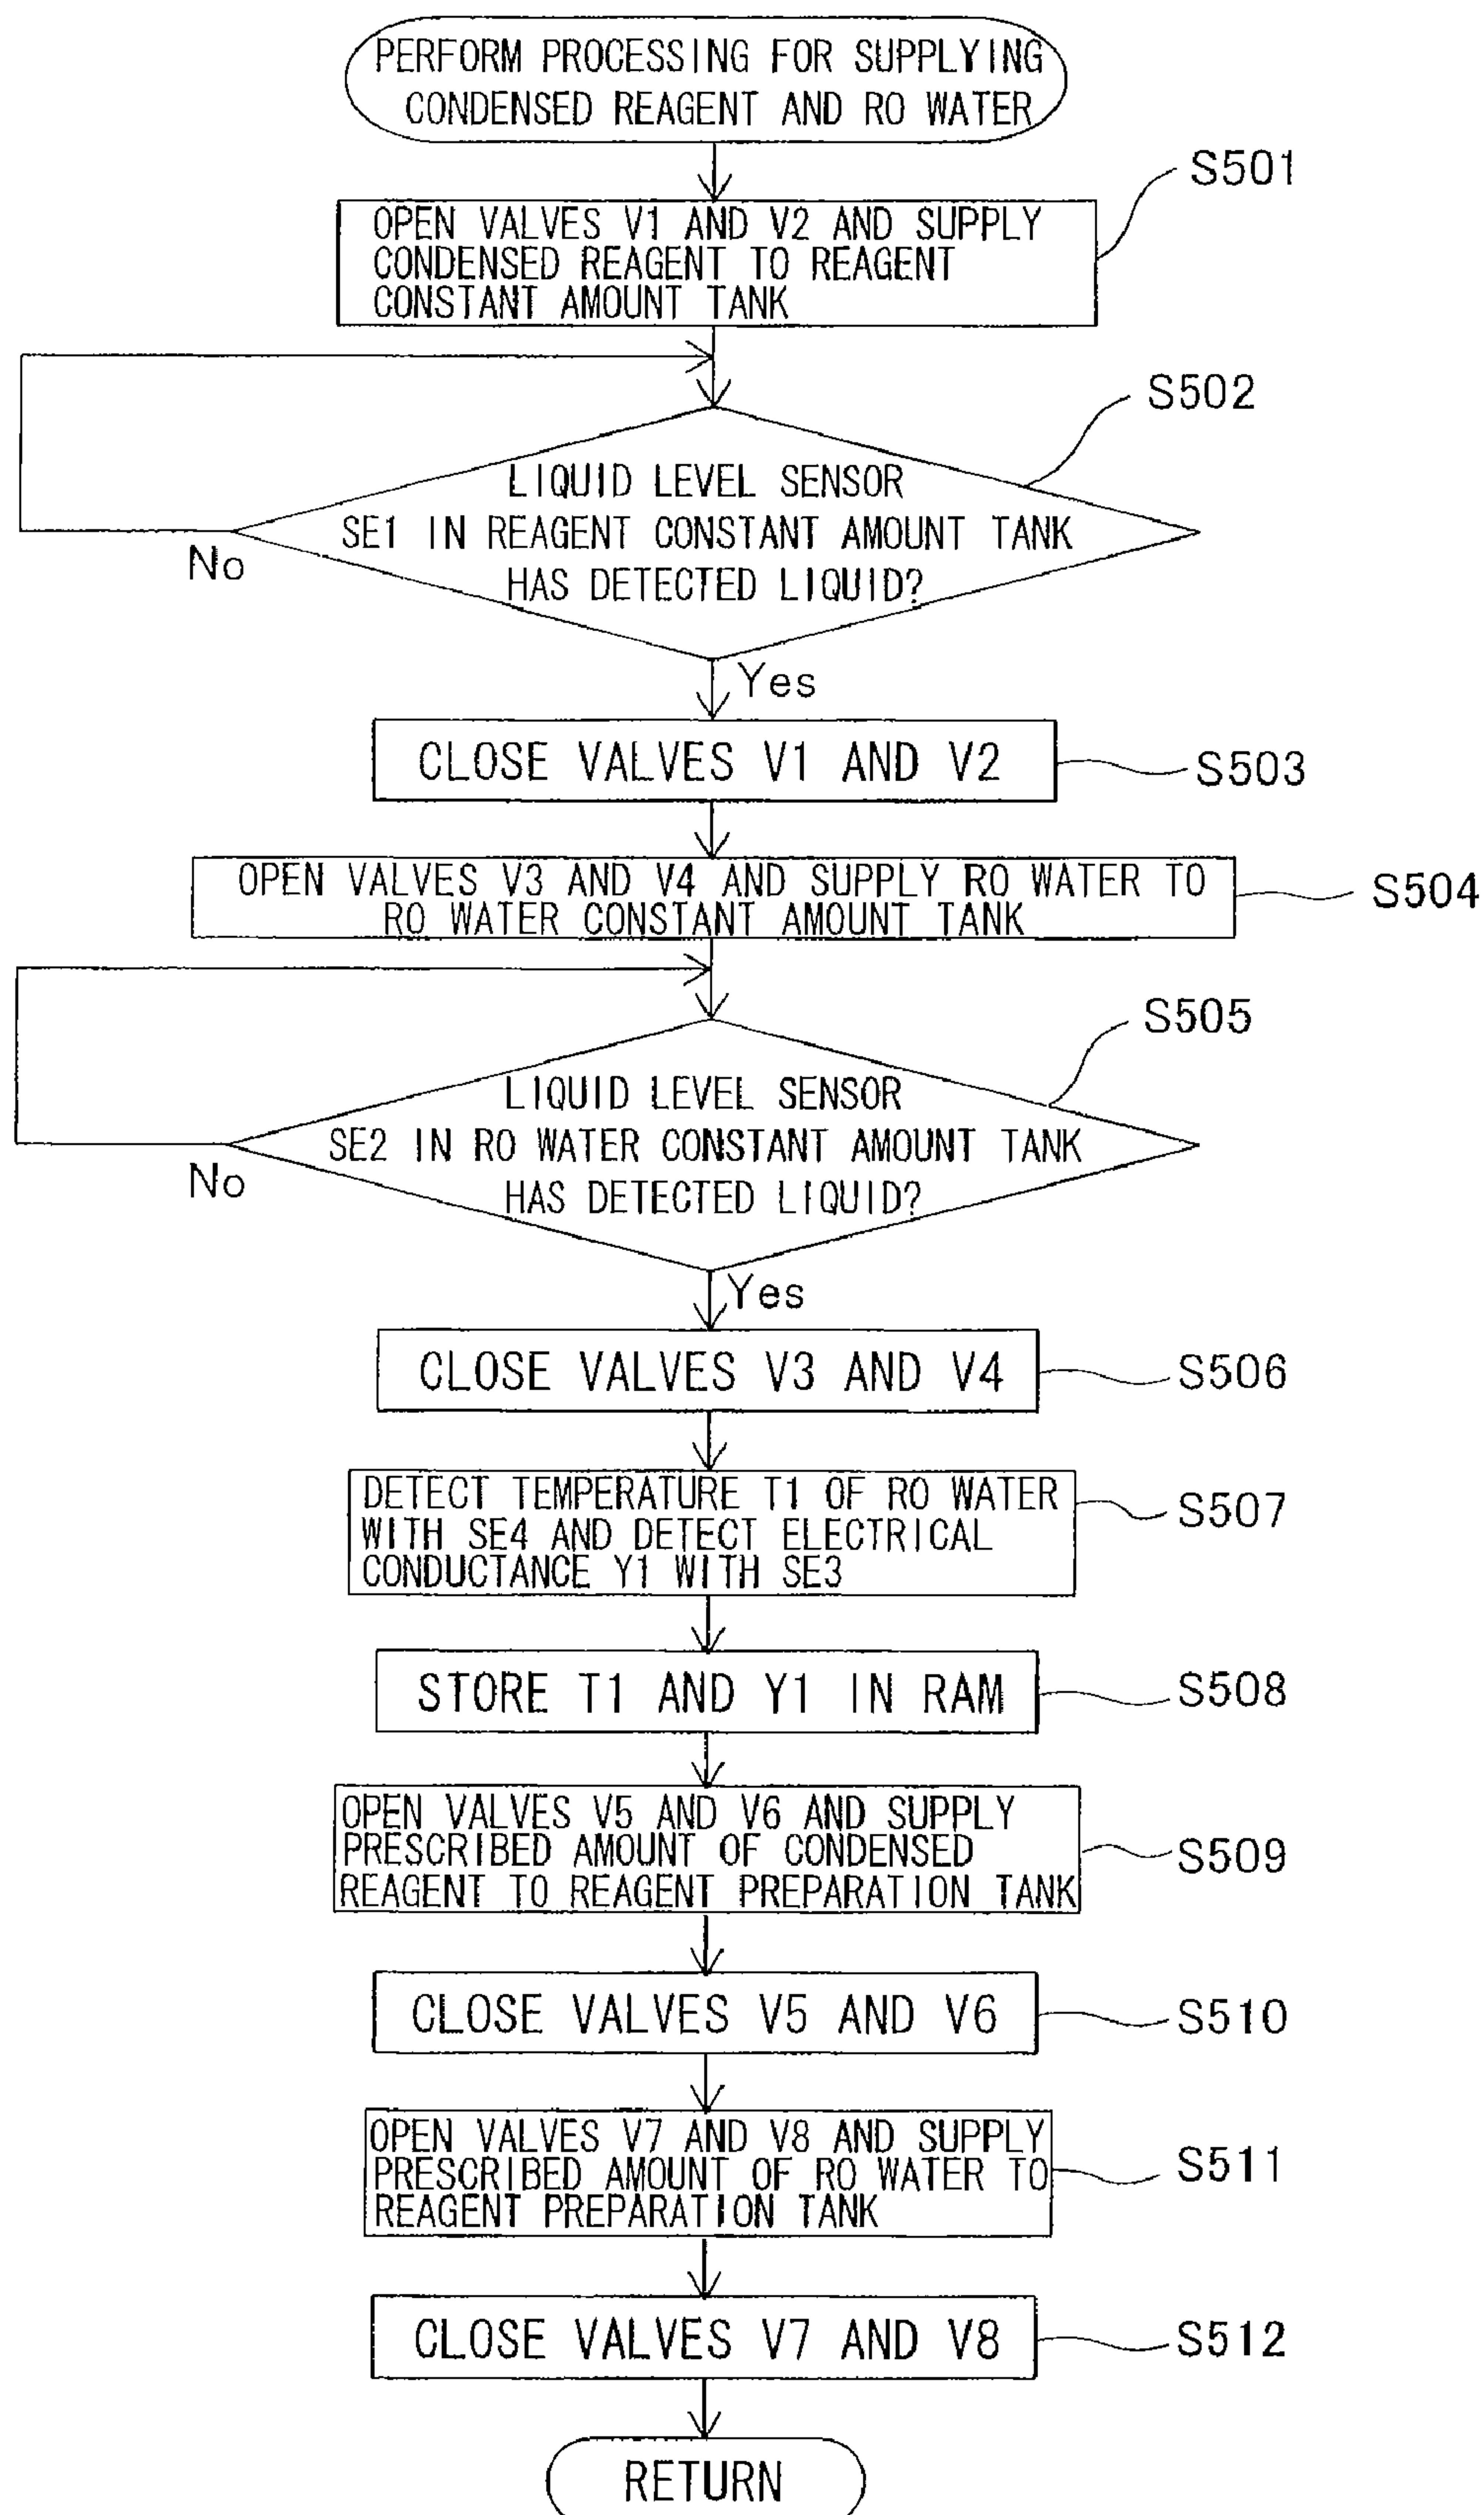 PERFORM PROCESSING FOR SUPPLYING
CONDENSED REAGENT AND RO WATER
S501
OPEN VALVES V1 AND V2 AND SUPPLY
CONDENSED REAGENT TO REAGENT
CONSTANT AMOUNT TANK
S502
LIQUID LEVEL SENSOR
SE1 IN REAGENT CONSTANT AMOUNT TANK
HAS DETECTED LIQUID?
No
Yes
CLOSE VALVES V1 AND V2
S503
OPEN VALVES V3 AND V4 AND SUPPLY RO WATER TO
RO WATER CONSTANT AMOUNT TANK
S504
S505
LIQUID LEVEL SENSOR
SE2 IN RO WATER CONSTANT AMOUNT TANK
HAS DETECTED LIQUID?
No
Yes
CLOSE VALVES V3 AND V4
S506
DETECT TEMPERATURE T1 OF RO WATER
WITH SE4 AND DETECT ELECTRICAL
CONDUCTANCE Y1 WITH SE3
S507
STORE T1 AND Y1 IN RAM
S508
OPEN VALVES V5 AND V6 AND SUPPLY
PRESCRIBED AMOUNT OF CONDENSED
REAGENT TO REAGENT PREPARATION TANK
S509
CLOSE VALVES V5 AND V6
S510
OPEN VALVES V7 AND V8 AND SUPPLY
PRESCRIBED AMOUNT OF RO WATER TO
REAGENT PREPARATION TANK
S511
CLOSE VALVES V7 AND V8
S512
RETURN